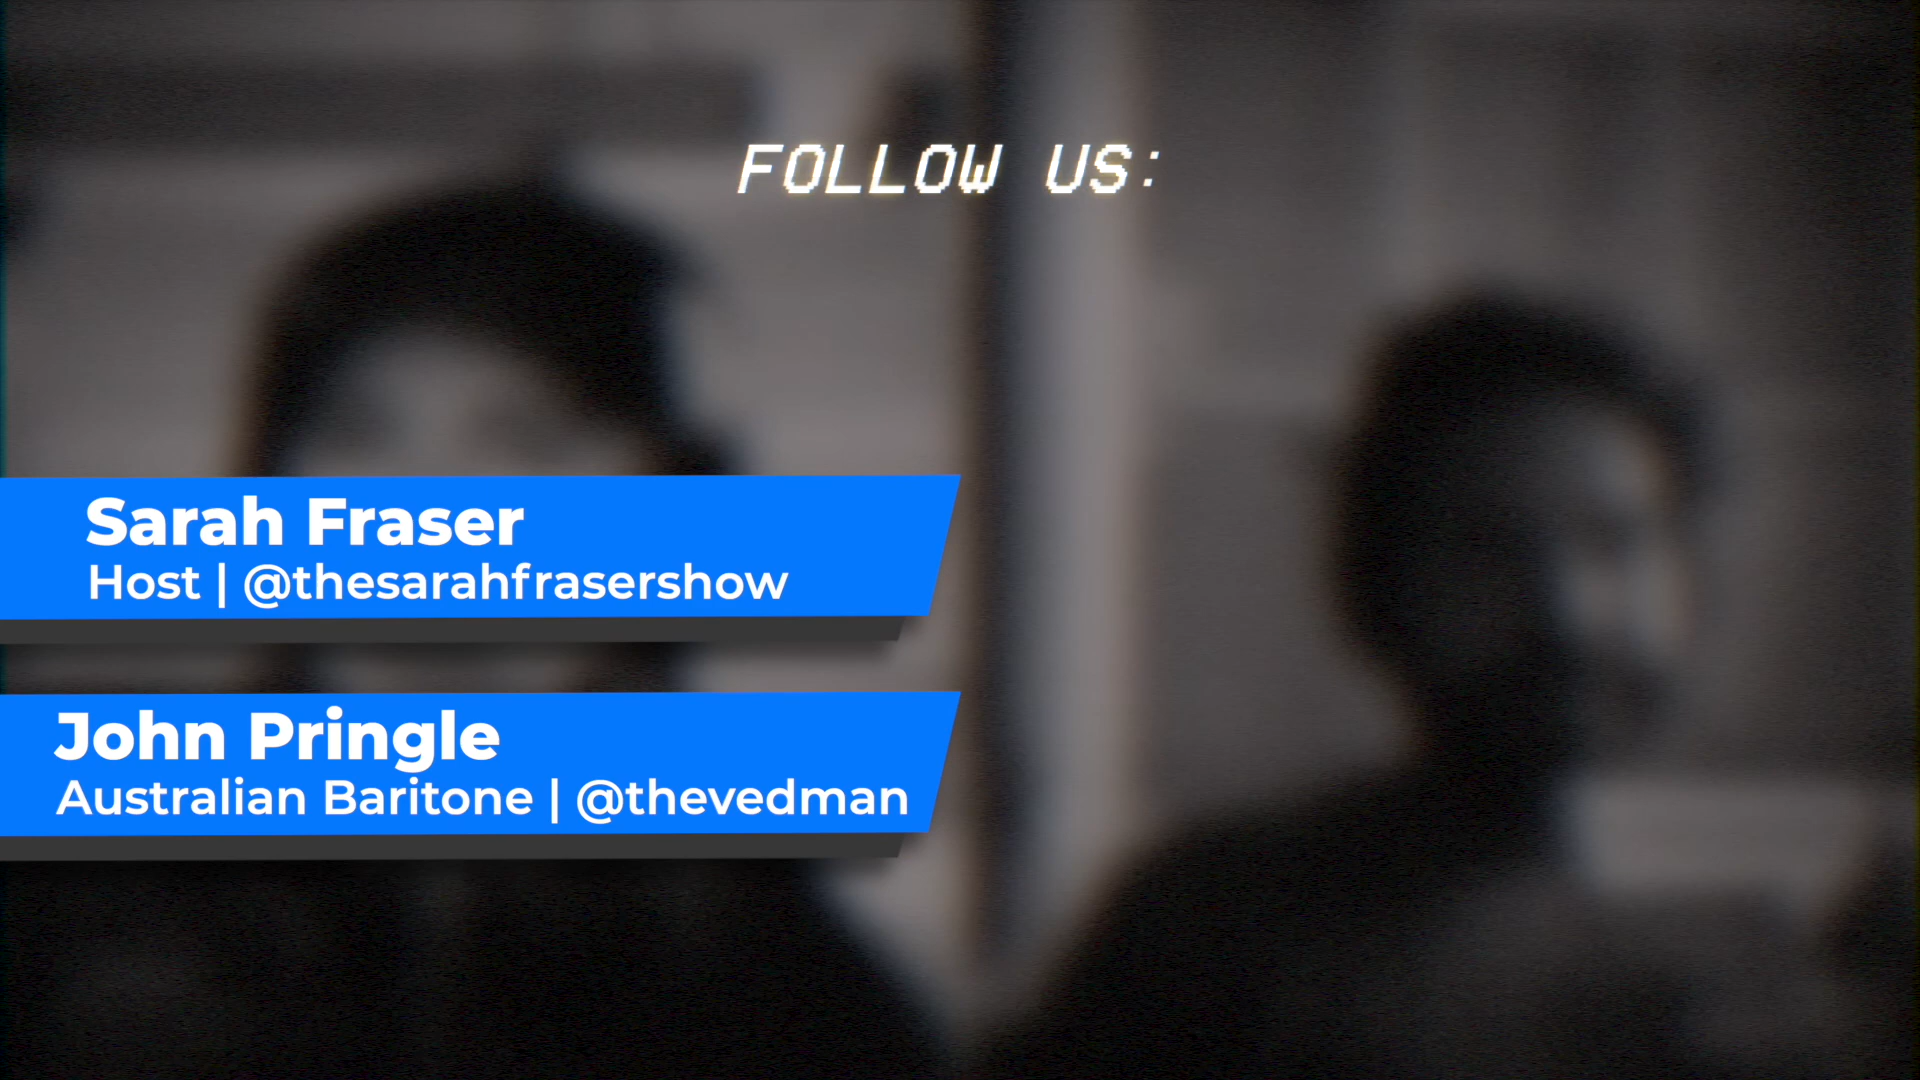 FOLLOW US:
Sarah Fraser
Host | @thesarahfrasershow
John Pringle
Australian Baritone | @thevedman